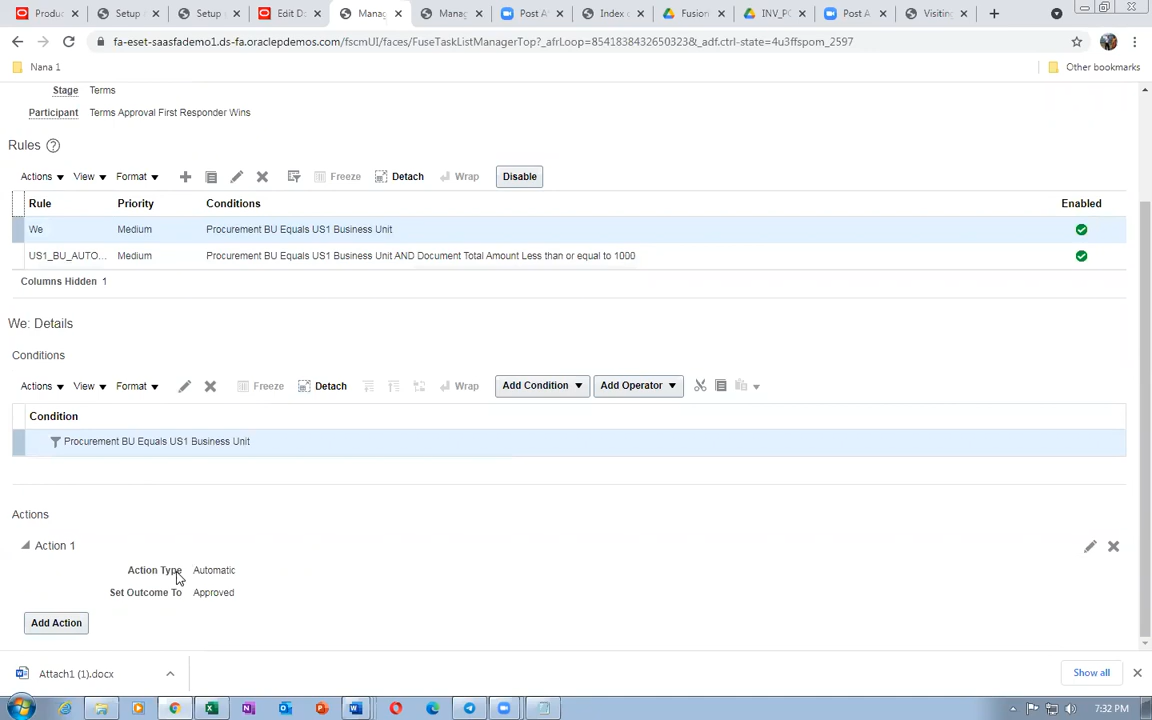 Produc
Setup
Setup
Edit D
Manag
Manag
Post A
Index
Fusion
INV_PO
Post A
Visiting
fa-eset-saasfademo1.ds-fa.oraclepdemos.com/fscmUI/faces/FuseTaskListManagerTop?_afrLoop=85418384326503238&_adf.ctrl-state=4u3ffspom_2597
Nana 1
Other bookmarks
Stage Terms
Participant Terms Approval First Responder Wins
Rules
Actions View Format Freeze Detach Wrap Disable
Rule Priority Conditions Enabled
We Medium Procurement BU Equals US1 Business Unit
US1_BU_AUTO... Medium Procurement BU Equals US1 Business Unit AND Document Total Amount Less than or equal to 1000
Columns Hidden 1
We: Details
Conditions
Actions View Format Freeze Detach Wrap Add Condition Add Operator
Condition
Procurement BU Equals US1 Business Unit
Actions
Action 1
Action Type Automatic
Set Outcome To Approved
Add Action
Attach1 (1).docx
Show all
7:32 PM